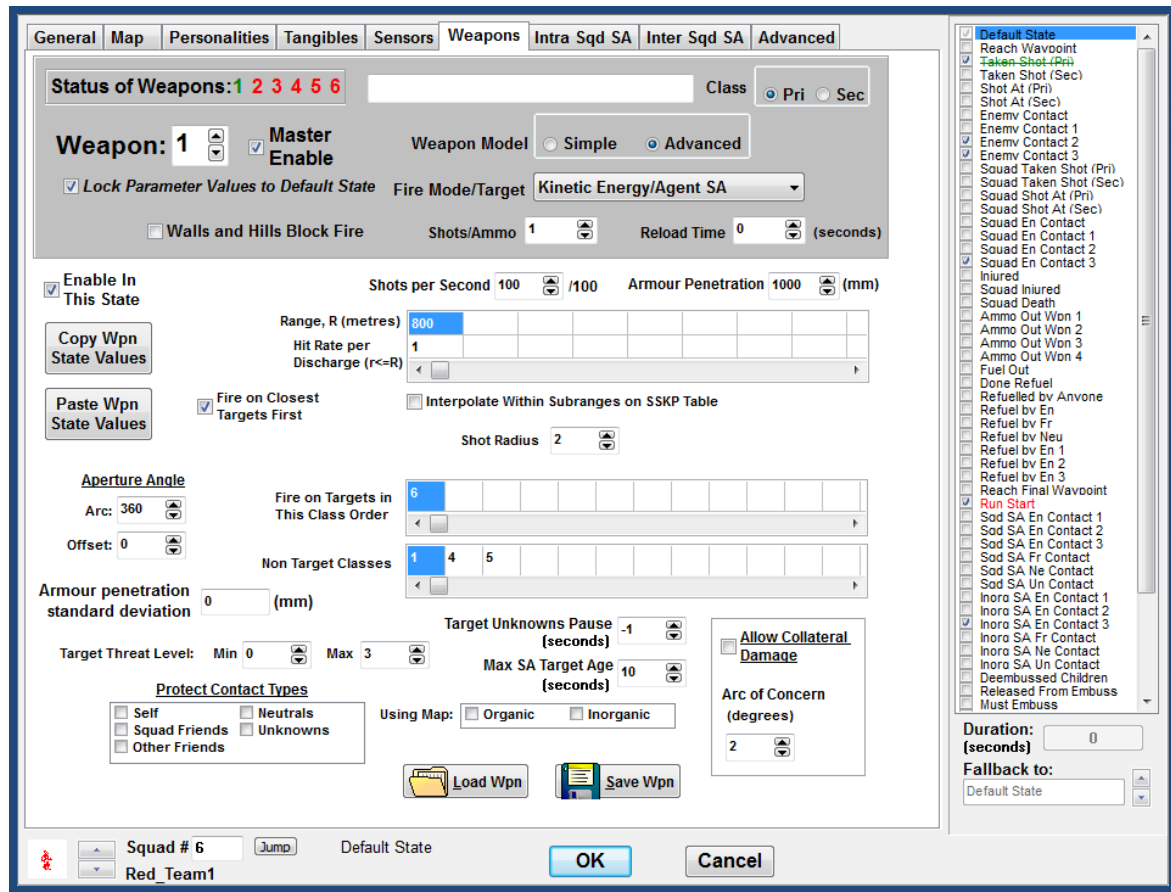 General Map Personalities Tangibles Sensors Weapons Intra Sqd SA Inter Sqd SA Advanced
Status of Weapons:1 2 3 4 5 6
Class Pri Sec
Weapon: 1
Master
Enable
Weapon Model Simple Advanced
Lock Parameter Values to Default State
Fire Mode/Target Kinetic Energy/Agent SA
Walls and Hills Block Fire
Shots/Ammo 1
Reload Time 0 (seconds)
Enable In
This State
Shots per Second 100 /100
Armour Penetration 1000 (mm)
Copy Wpn
State Values
Range, R (metres) 800
Hit Rate per
Discharge (r<=R)
1
Paste Wpn
State Values
Fire on Closest
Targets First
Interpolate Within Subranges on SSKP Table
Shot Radius 2
Aperture Angle
Arc: 360
Offset: 0
Fire on Targets in
This Class Order
6
Non Target Classes 1 4 5
Armour penetration
standard deviation
0 (mm)
Target Threat Level: Min 0 Max 3
Target Unknowns Pause
(seconds)
-1
Max SA Target Age
(seconds)
10
Allow Collateral
Damage
Arc of Concern
(degrees)
2
Protect Contact Types
Self Neutrals
Squad Friends Unknowns
Other Friends
Using Map: Organic Inorganic
Load Wpn Save Wpn
Squad # 6 Jump Default State
Red_Team1
OK Cancel
Default State
Reach Waypoint
Taken Shot (Pri)
Taken Shot (Sec)
Shot At (Pri)
Shot At (Sec)
Enemy Contact
Enemy Contact 1
Enemy Contact 2
Enemy Contact 3
Squad Taken Shot (Pri)
Squad Taken Shot (Sec)
Squad Shot At (Pri)
Squad Shot At (Sec)
Squad En Contact
Squad En Contact 1
Squad En Contact 2
Squad En Contact 3
Injured
Squad Injured
Squad Death
Ammo Out Wpn 1
Ammo Out Wpn 2
Ammo Out Wpn 3
Ammo Out Wpn 4
Fuel Out
Done Refuel
Refuelled by Anyone
Refuel by En
Refuel by Fr
Refuel by Neu
Refuel by En 1
Refuel by En 2
Refuel by En 3
Reach Final Waypoint
Run Start
Sqd SA En Contact 1
Sqd SA En Contact 2
Sqd SA En Contact 3
Sqd SA Fr Contact
Sqd SA Ne Contact
Sqd SA Un Contact
Inorg SA En Contact 1
Inorg SA En Contact 2
Inorg SA En Contact 3
Inorg SA Fr Contact
Inorg SA Ne Contact
Inorg SA Un Contact
Deembussed Children
Released From Embuss
Must Embuss
Duration:
(seconds)
0
Fallback to:
Default State